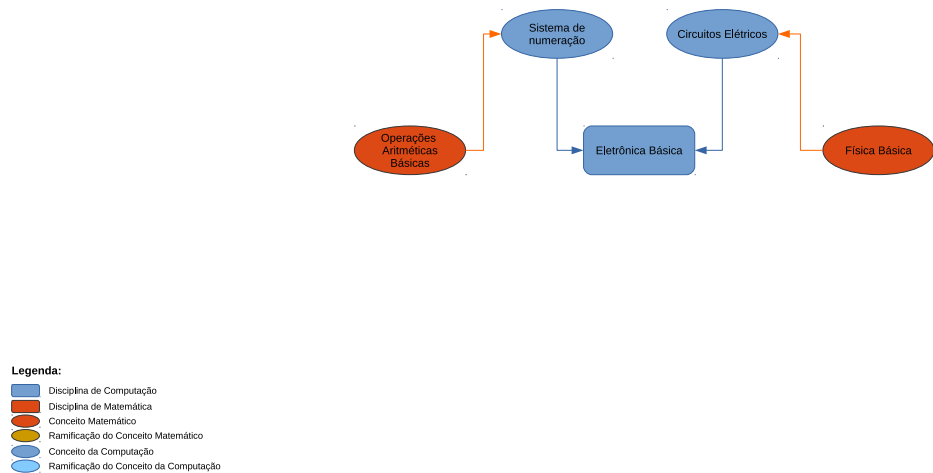 Sistema de
numeração
Circuitos Elétricos
Operações
Aritméticas
Básicas
Eletrônica Básica
Física Básica
Legenda:
Disciplina de Computação
Disciplina de Matemática
Conceito Matemático
Ramificação do Conceito Matemático
Conceito da Computação
Ramificação do Conceito da Computação